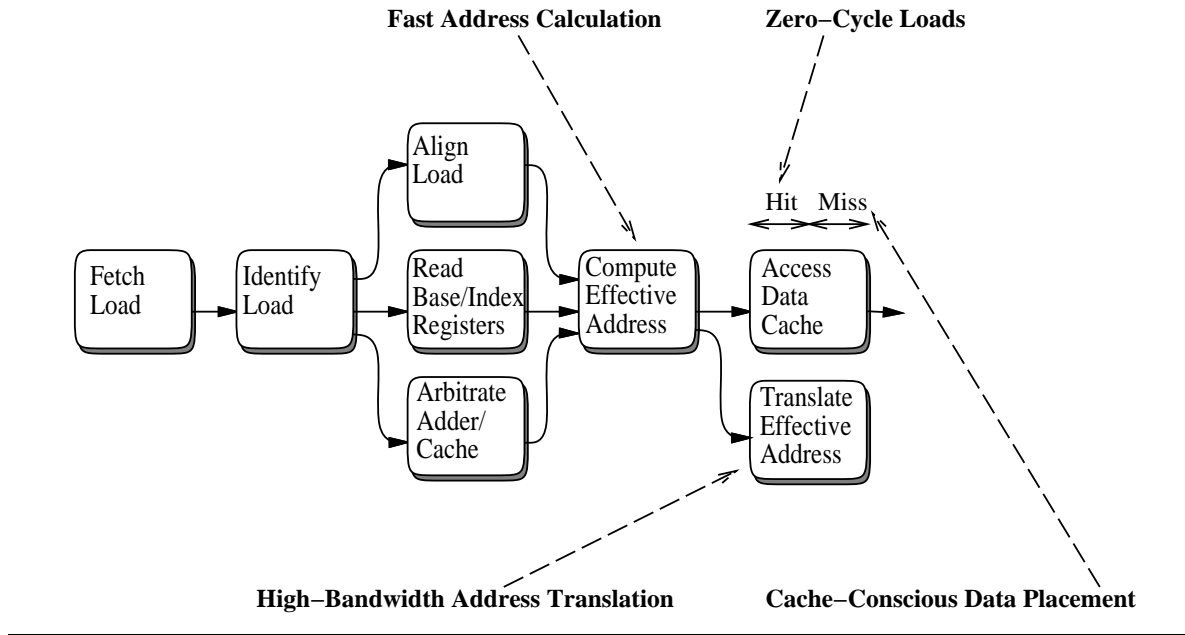 Fast Address Calculation
Zero−Cycle Loads
Align
Load
Hit
Miss
Fetch
Load
Identify
Load
Read
Base/Index
Registers
Compute
Effective
Address
Access
Data
Cache
Arbitrate
Adder/
Cache
Translate
Effective
Address
High−Bandwidth Address Translation
Cache−Conscious Data Placement